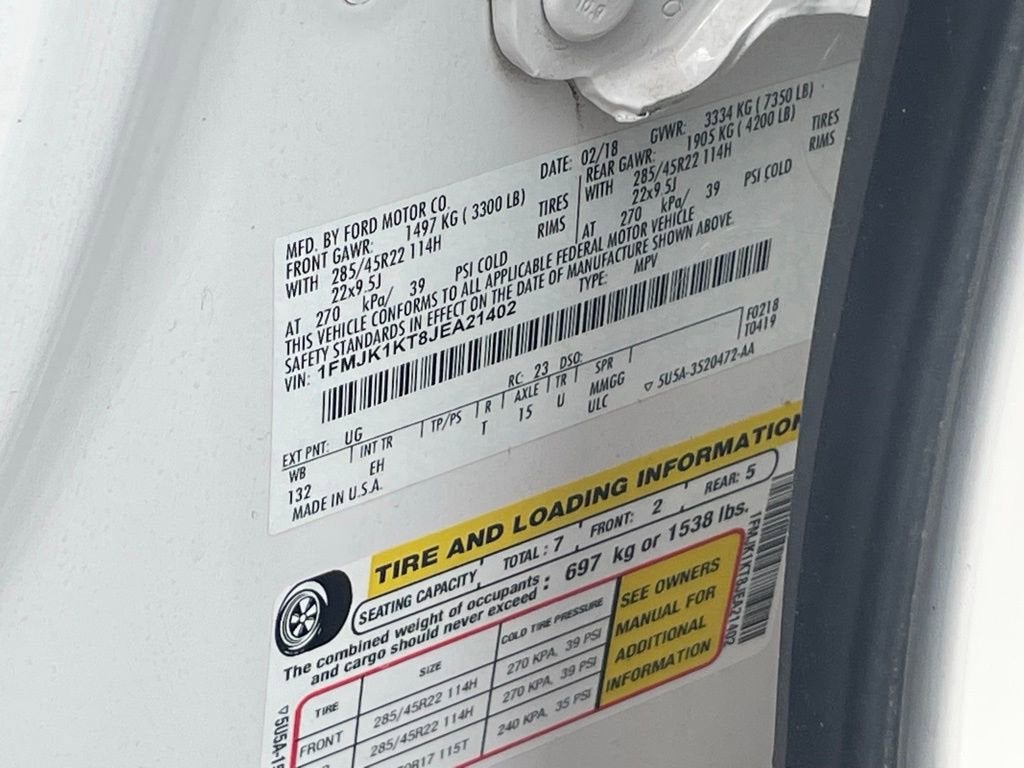 MFD. BY FORD MOTOR CO. DATE: 02/18 GVWR: 3334 KG ( 7350 LB)
FRONT GAWR: 1497 KG ( 3300 LB) REAR GAWR: 1905 KG ( 4200 LB)
WITH 285/45R22 114H TIRES WITH 285/45R22 114H TIRES
22x9.5J RIMS 22x9.5J RIMS
AT 270 kPa/ 39 PSI COLD AT 270 kPa/ 39 PSI COLD
THIS VEHICLE CONFORMS TO ALL APPLICABLE FEDERAL MOTOR VEHICLE
SAFETY STANDARDS IN EFFECT ON THE DATE OF MANUFACTURE SHOWN ABOVE.
VIN: 1FMJK1KT8JEA21402 TYPE: MPV
F0218
T0419
EXT PNT: UG RC: 23 DSO:
WB INT TR TP/PS R AXLE TR SPR
132 EH T 15 U MMGG
ULC
MADE IN U.S.A. 5U5A-3520472-AA
TIRE AND LOADING INFORMATION
SEATING CAPACITY TOTAL: 7 FRONT: 2 REAR: 5
The combined weight of occupants
and cargo should never exceed : 697 kg or 1538 lbs.
TIRE SIZE COLD TIRE PRESSURE
FRONT 285/45R22 114H 270 KPA, 39 PSI
285/45R22 114H 270 KPA, 39 PSI
R17 115T 240 KPA, 35 PSI
SEE OWNERS
MANUAL FOR
ADDITIONAL
INFORMATION
1FMJK1KT8JEA21402
5U5A-15